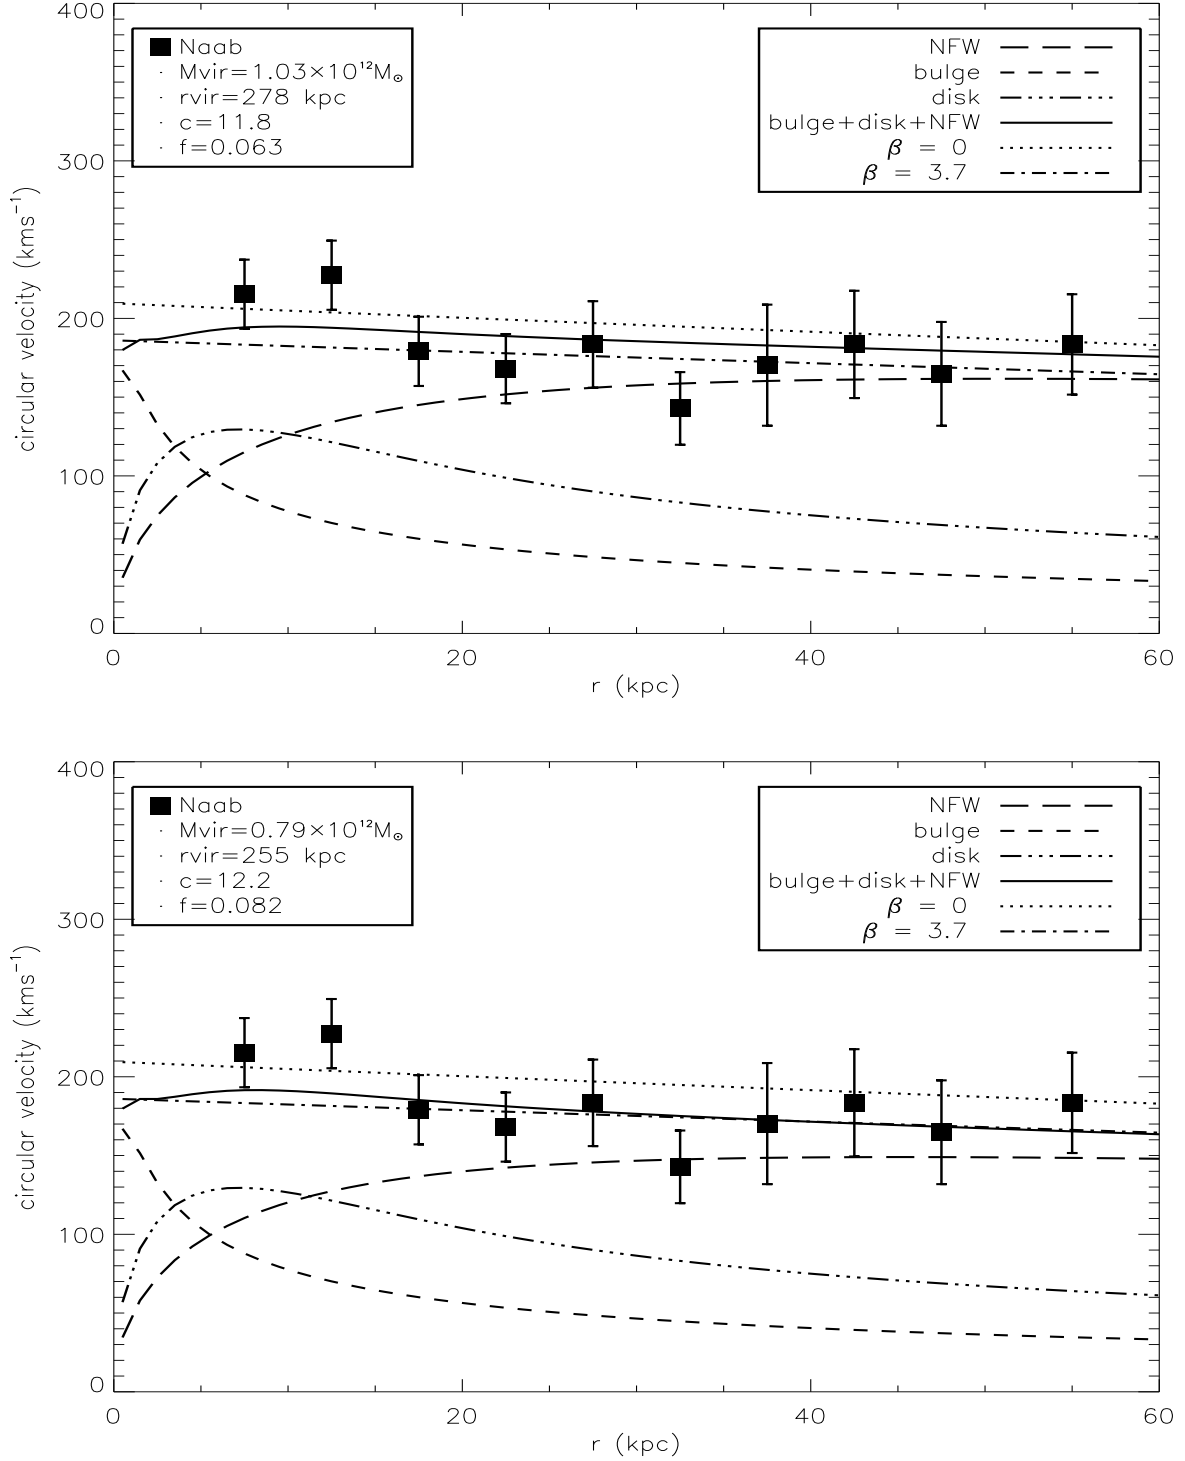 400
300
200
100
0
circular velocity (kms⁻¹)
Naab
Mvir=1.03×10¹²M☉
rvir=278 kpc
c=11.8
f=0.063
NFW
bulge
disk
bulge+disk+NFW
β = 0
β = 3.7
0 20 40 60
r (kpc)
400
300
200
100
0
circular velocity (kms⁻¹)
Naab
Mvir=0.79×10¹²M☉
rvir=255 kpc
c=12.2
f=0.082
NFW
bulge
disk
bulge+disk+NFW
β = 0
β = 3.7
0 20 40 60
r (kpc)